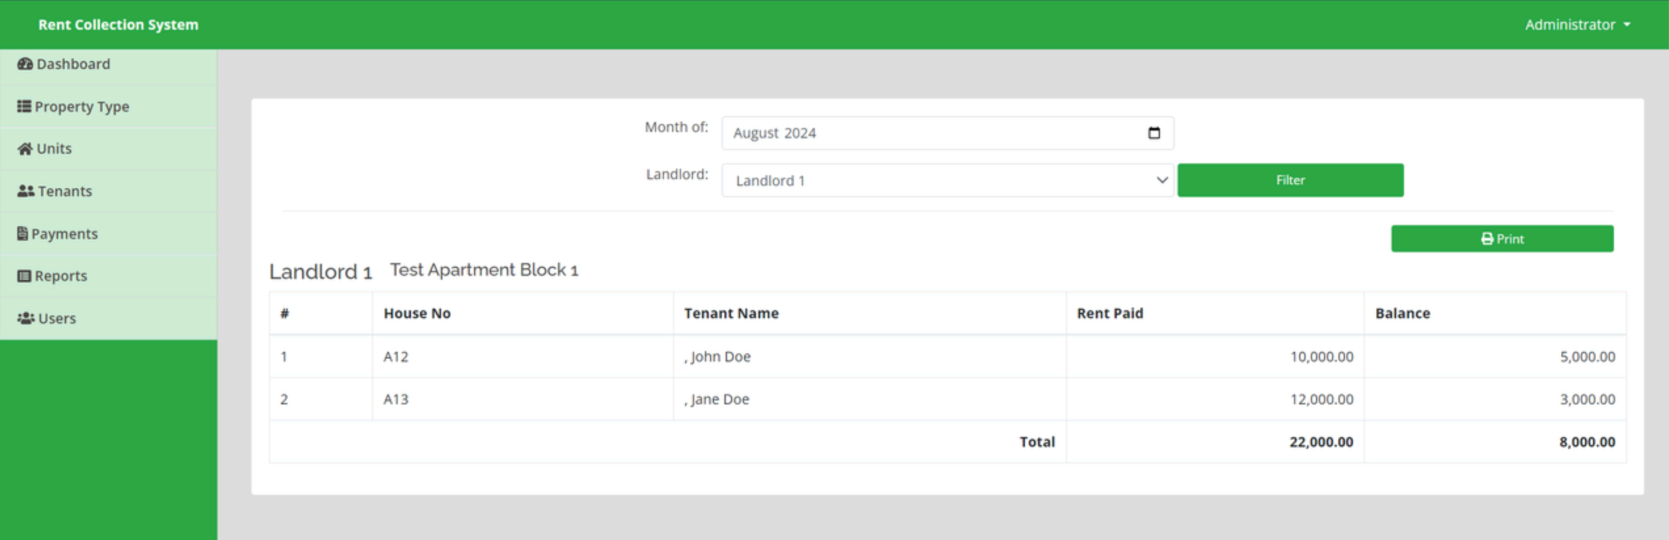 Rent Collection System
Administrator
Dashboard
Property Type
Units
Tenants
Payments
Reports
Users
Month of: August 2024
Landlord: Landlord 1 Filter
Print
Landlord 1 Test Apartment Block 1
# House No Tenant Name Rent Paid Balance
1 A12 , John Doe 10,000.00 5,000.00
2 A13 , Jane Doe 12,000.00 3,000.00
Total 22,000.00 8,000.00